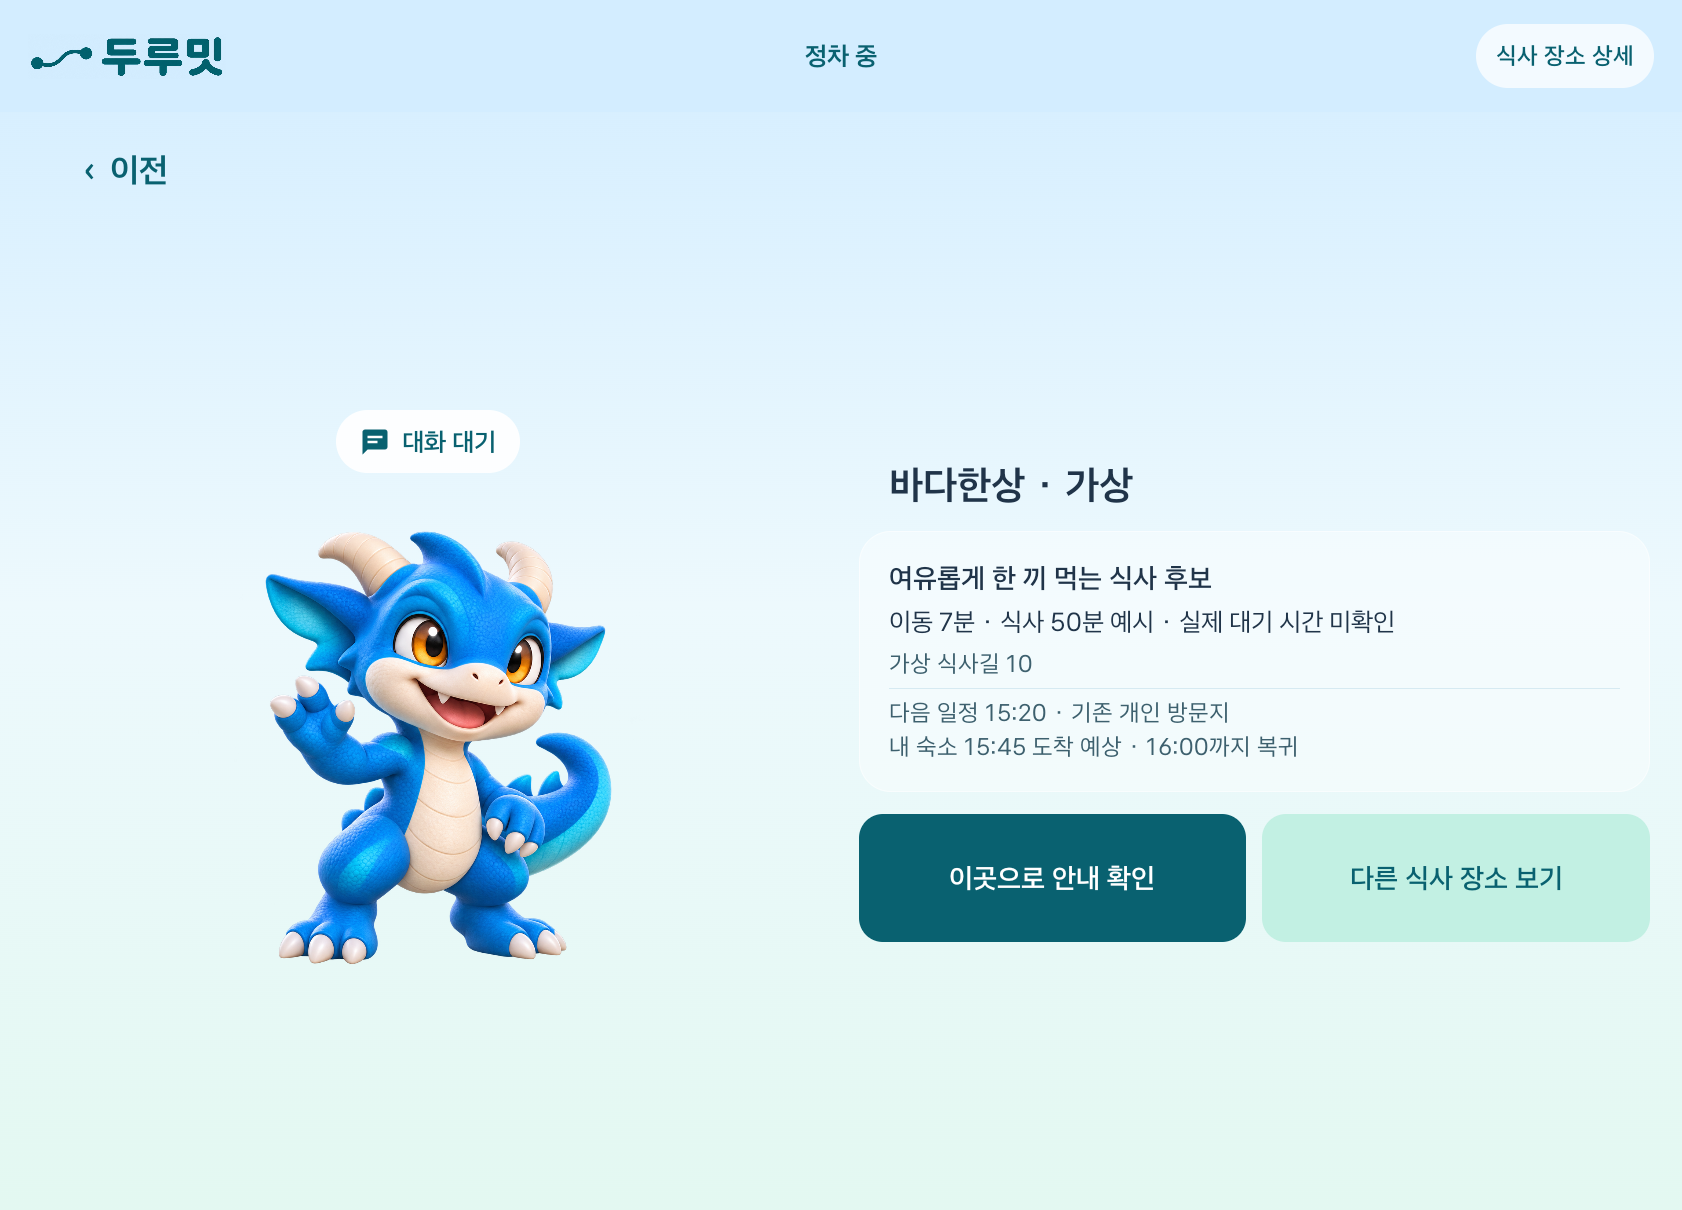 두루밋
정차 중
식사 장소 상세
‹ 이전
대화 대기
바다한상 · 가상
여유롭게 한 끼 먹는 식사 후보
이동 7분 · 식사 50분 예시 · 실제 대기 시간 미확인
가상 식사길 10
다음 일정 15:20 · 기존 개인 방문지
내 숙소 15:45 도착 예상 · 16:00까지 복귀
이곳으로 안내 확인
다른 식사 장소 보기